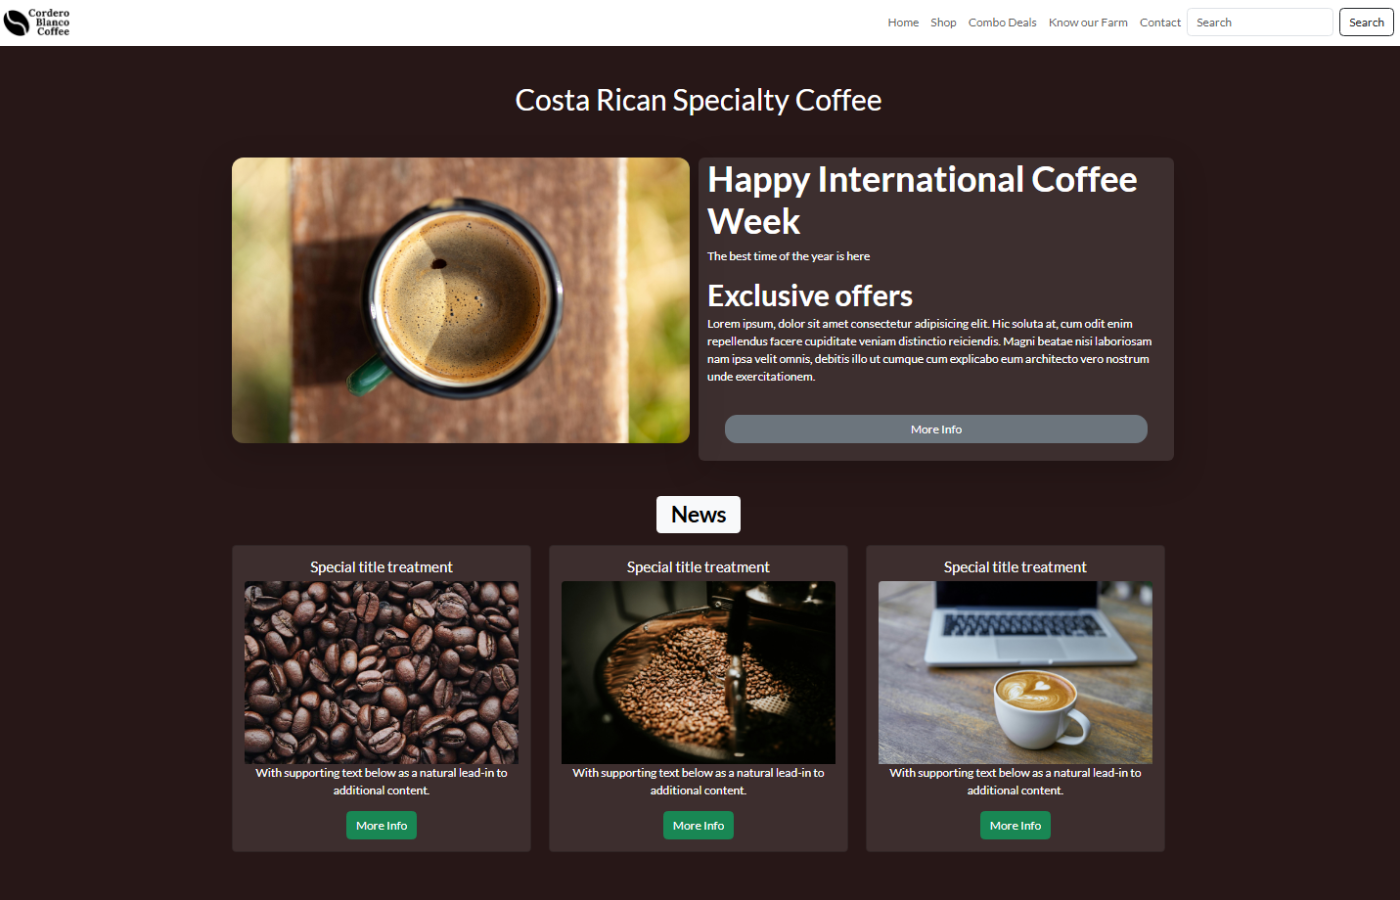 Cordero
Blanco
Coffee
Home Shop Combo Deals Know our Farm Contact Search Search
Costa Rican Specialty Coffee
Happy International Coffee
Week
The best time of the year is here
Exclusive offers
Lorem ipsum, dolor sit amet consectetur adipisicing elit. Hic soluta at, cum odit enim
repellendus facere cupiditate veniam distinctio reiciendis. Magni beatae nisi laboriosam
nam ipsa velit omnis, debitis illo ut cumque cum explicabo eum architecto vero nostrum
unde exercitationem.
More Info
News
Special title treatment
With supporting text below as a natural lead-in to
additional content.
More Info
Special title treatment
With supporting text below as a natural lead-in to
additional content.
More Info
Special title treatment
With supporting text below as a natural lead-in to
additional content.
More Info